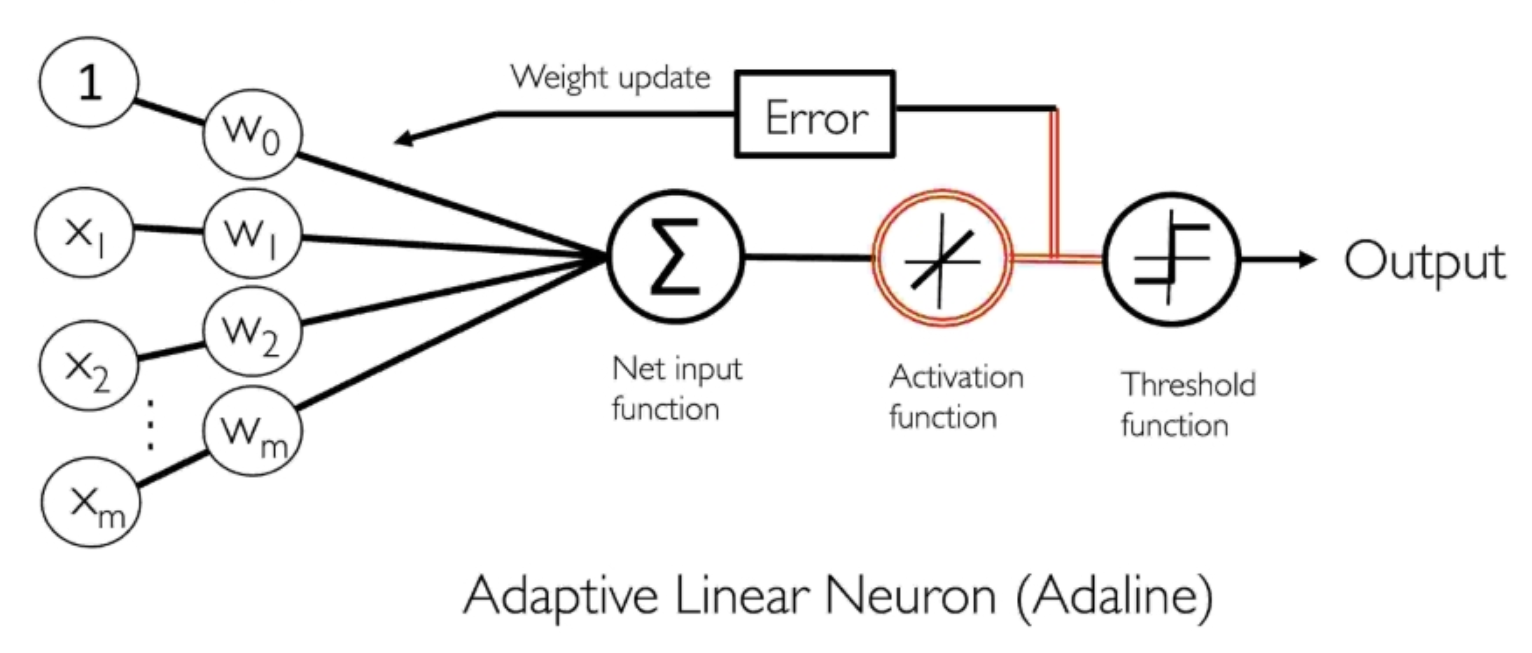 1
w0
x1
w1
x2
w2
⋮
xm
wm
Weight update
Error
Σ
Net input
function
Activation
function
Threshold
function
Output
Adaptive Linear Neuron (Adaline)